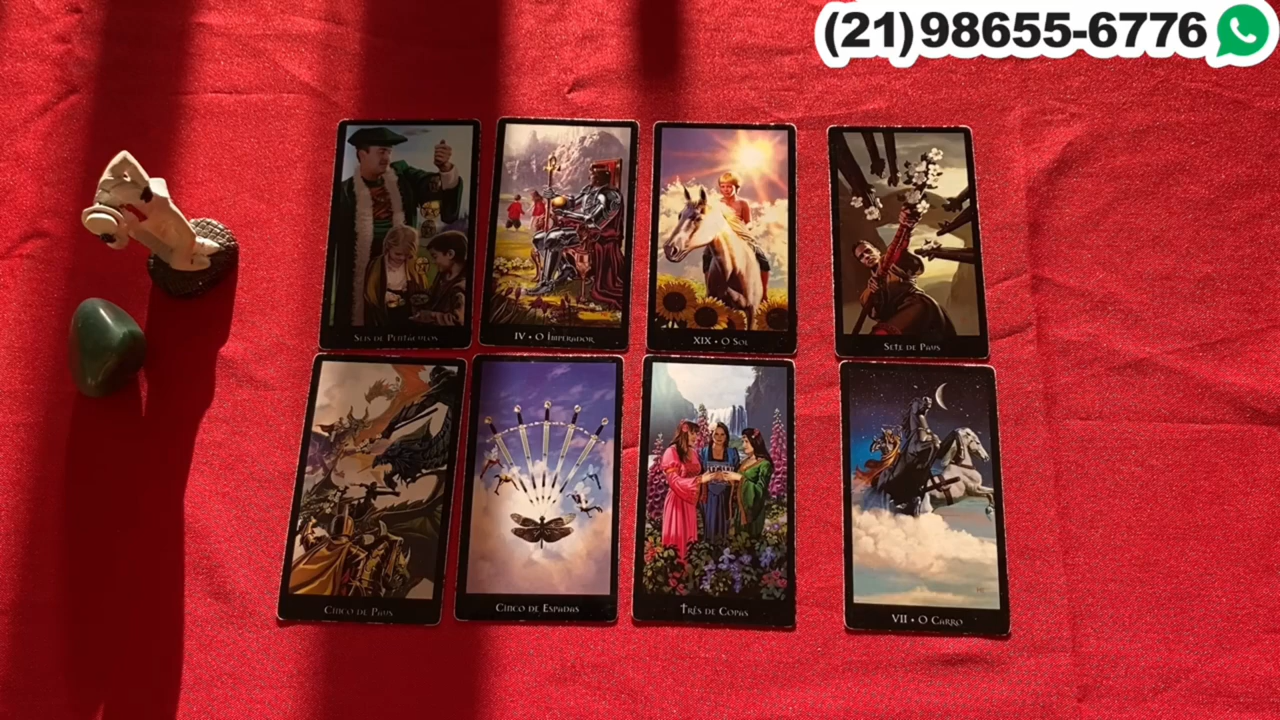 (21)98655-6776
Seis de Pentáculos
IV • O Imperador
XIX • O Sol
Sete de Paus
Cinco de Paus
Cinco de Espadas
Três de Copas
VII • O Carro